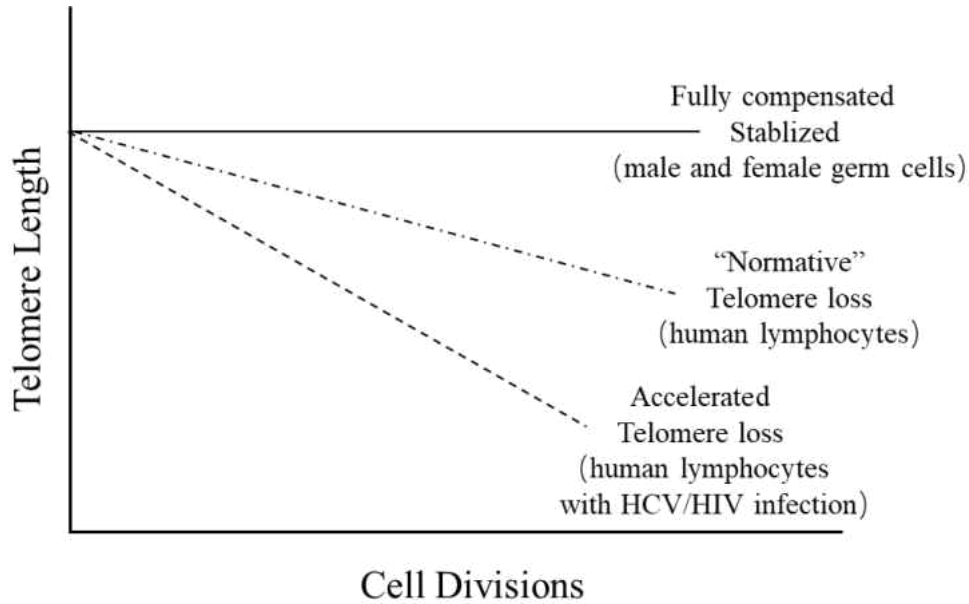 Fully compensated
Stablized
(male and female germ cells)
"Normative"
Telomere loss
(human lymphocytes)
Accelerated
Telomere loss
(human lymphocytes
with HCV/HIV infection)
Telomere Length
Cell Divisions